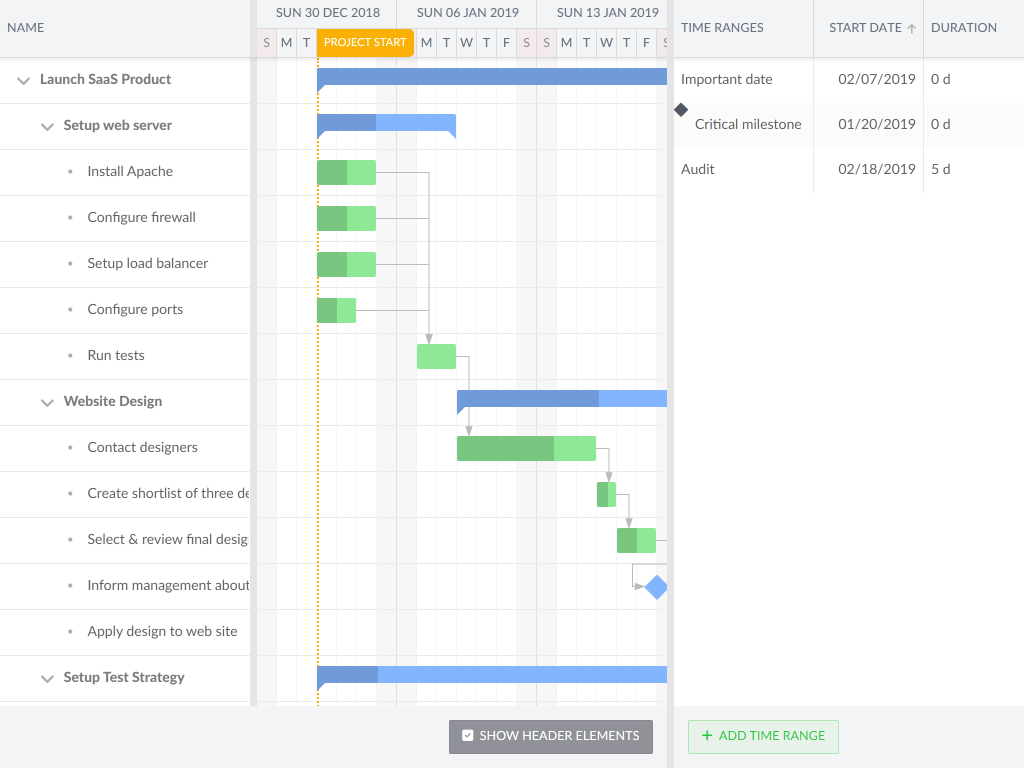 NAME
SUN 30 DEC 2018 SUN 06 JAN 2019 SUN 13 JAN 2019
S M T PROJECT START M T W T F S S M T W T F S
TIME RANGES START DATE DURATION
Launch SaaS Product
Setup web server
Install Apache
Configure firewall
Setup load balancer
Configure ports
Run tests
Website Design
Contact designers
Create shortlist of three de
Select & review final desig
Inform management about
Apply design to web site
Setup Test Strategy
Important date 02/07/2019 0 d
Critical milestone 01/20/2019 0 d
Audit 02/18/2019 5 d
SHOW HEADER ELEMENTS
+ ADD TIME RANGE